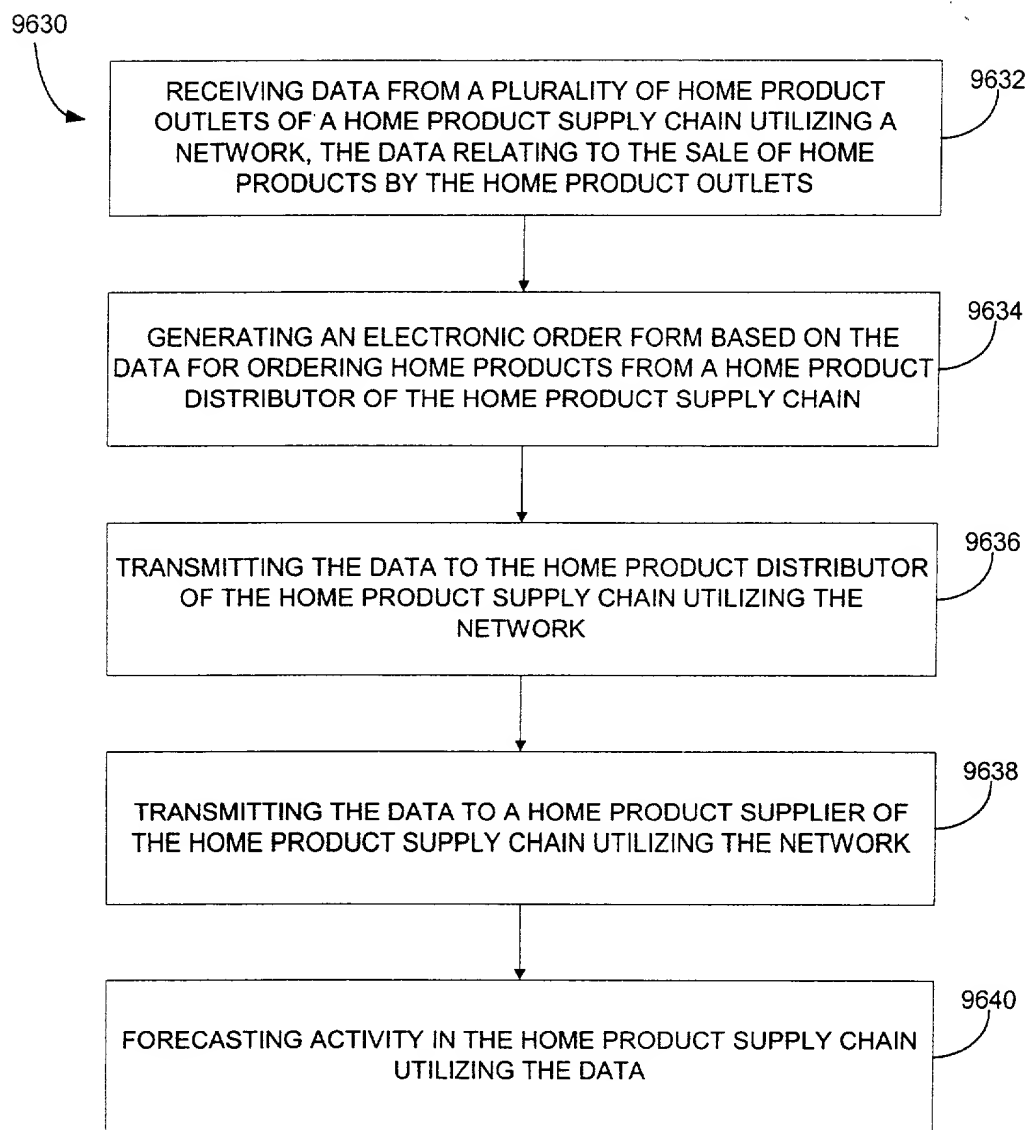 9630
RECEIVING DATA FROM A PLURALITY OF HOME PRODUCT
OUTLETS OF A HOME PRODUCT SUPPLY CHAIN UTILIZING A
NETWORK, THE DATA RELATING TO THE SALE OF HOME
PRODUCTS BY THE HOME PRODUCT OUTLETS
9632
GENERATING AN ELECTRONIC ORDER FORM BASED ON THE
DATA FOR ORDERING HOME PRODUCTS FROM A HOME PRODUCT
DISTRIBUTOR OF THE HOME PRODUCT SUPPLY CHAIN
9634
TRANSMITTING THE DATA TO THE HOME PRODUCT DISTRIBUTOR
OF THE HOME PRODUCT SUPPLY CHAIN UTILIZING THE
NETWORK
9636
TRANSMITTING THE DATA TO A HOME PRODUCT SUPPLIER OF
THE HOME PRODUCT SUPPLY CHAIN UTILIZING THE NETWORK
9638
FORECASTING ACTIVITY IN THE HOME PRODUCT SUPPLY CHAIN
UTILIZING THE DATA
9640